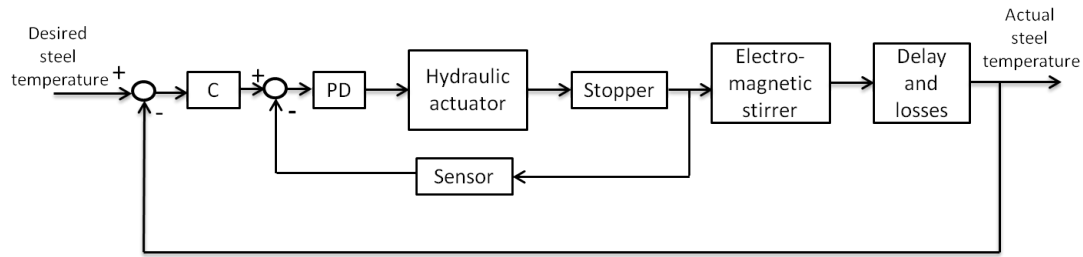 Desired
steel
temperature
+
-
C
+
-
PD
Hydraulic
actuator
Stopper
Sensor
Electro-
magnetic
stirrer
Delay
and
losses
Actual
steel
temperature